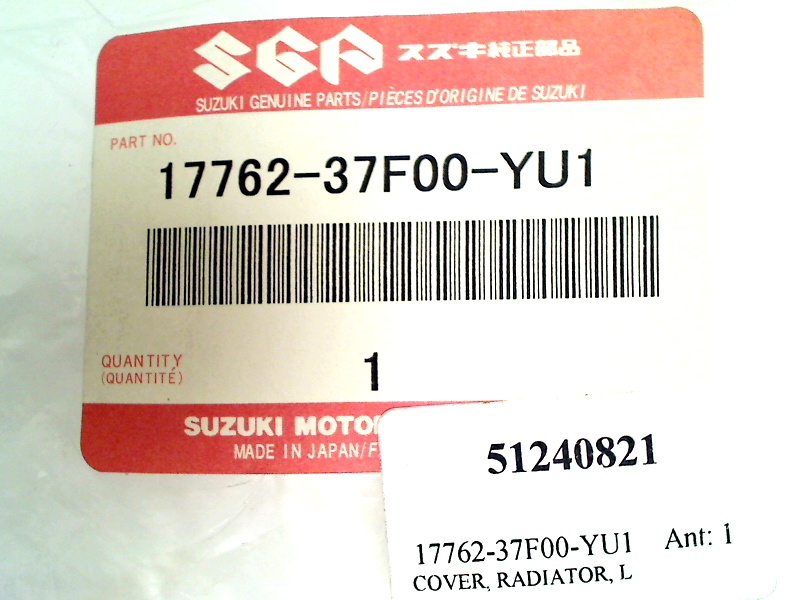 SGP スズキ純正部品
SUZUKI GENUINE PARTS/PIÈCES D'ORIGINE DE SUZUKI
PART NO.
17762-37F00-YU1
QUANTITY
(QUANTITÉ)
1
SUZUKI MOTO
MADE IN JAPAN/F
51240821
17762-37F00-YU1 Ant: 1
COVER, RADIATOR, L